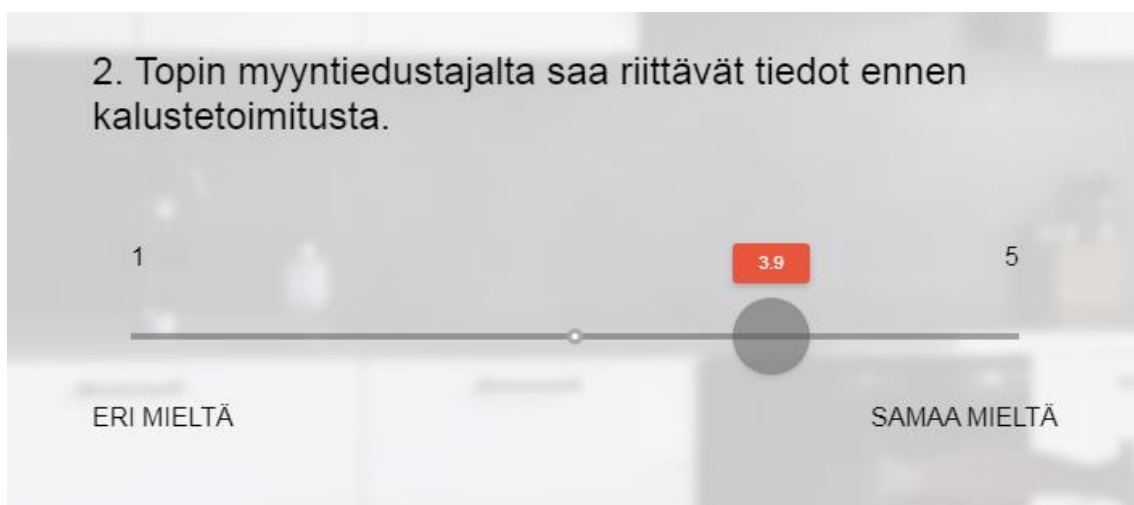 2. Topin myyntiedustajalta saa riittävät tiedot ennen
kalustetoimitusta.
1
3.9
5
ERI MIELTÄ
SAMAA MIELTÄ